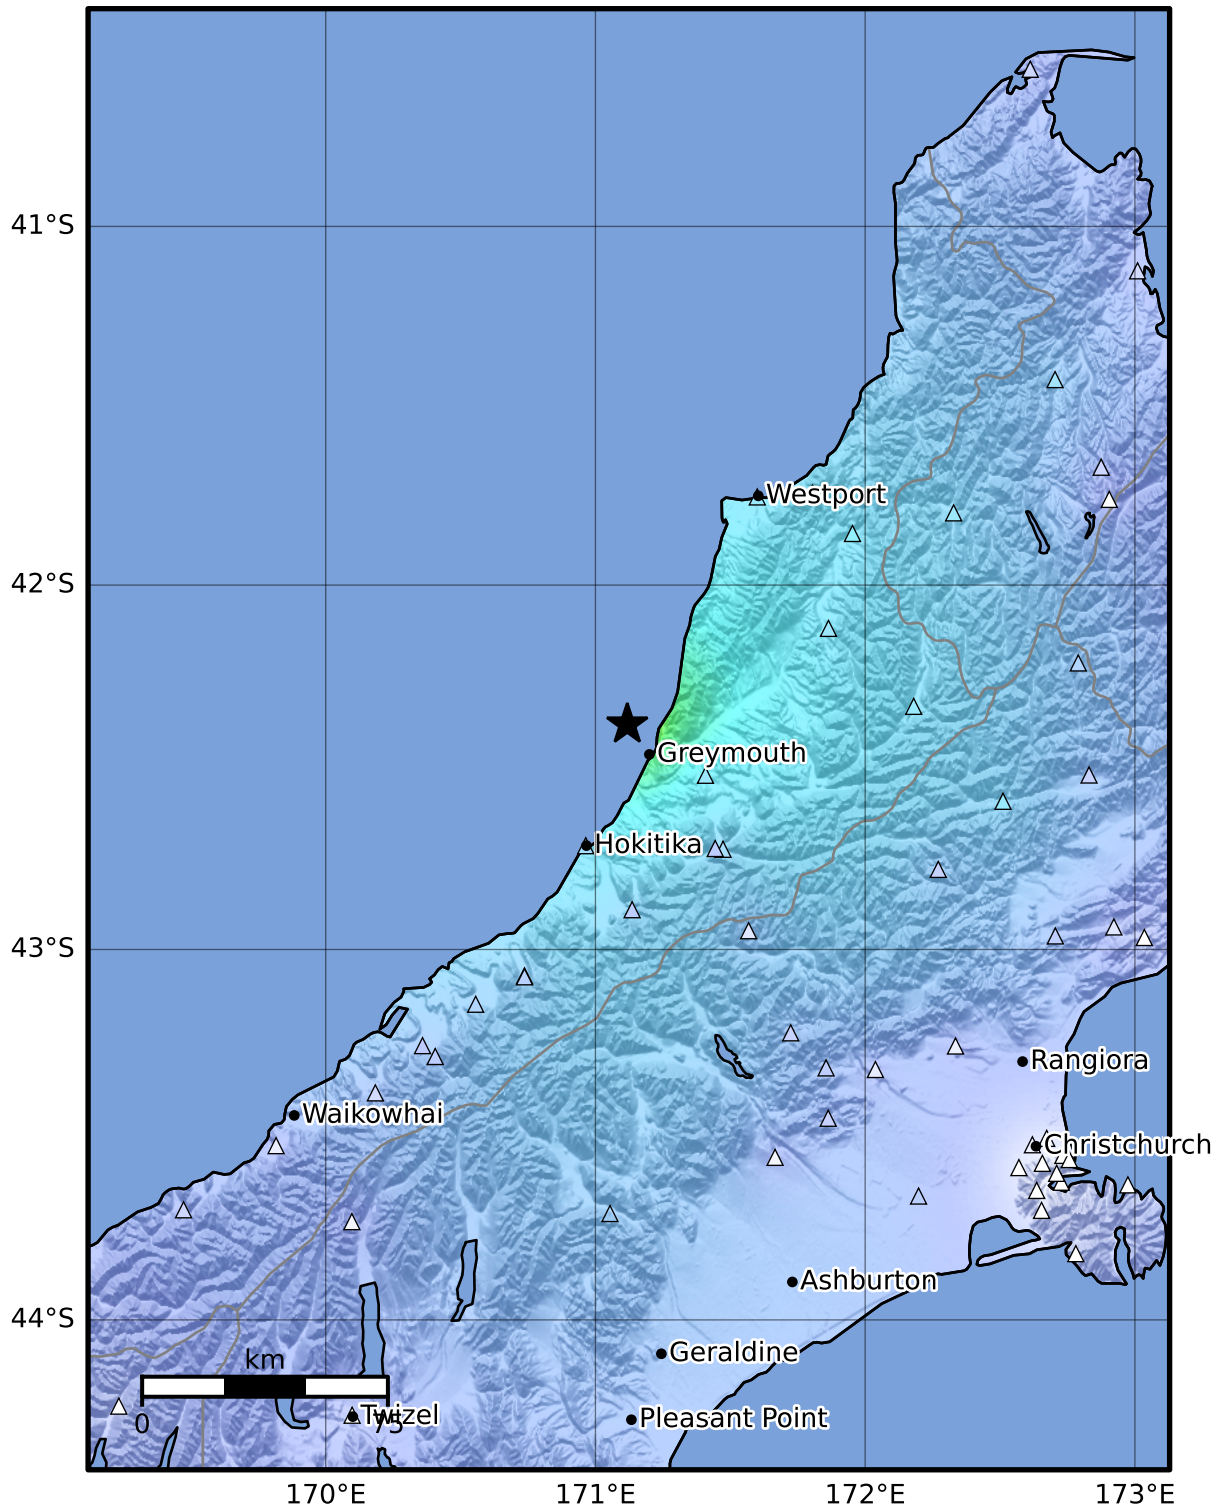 41°S
Westport
42°S
Greymouth
Hokitika
43°S
Rangiora
Waikowhai
Christchurch
Ashburton
44°S
Geraldine
km
0
75
Twizel
Pleasant Point
170°E
171°E
172°E
173°E